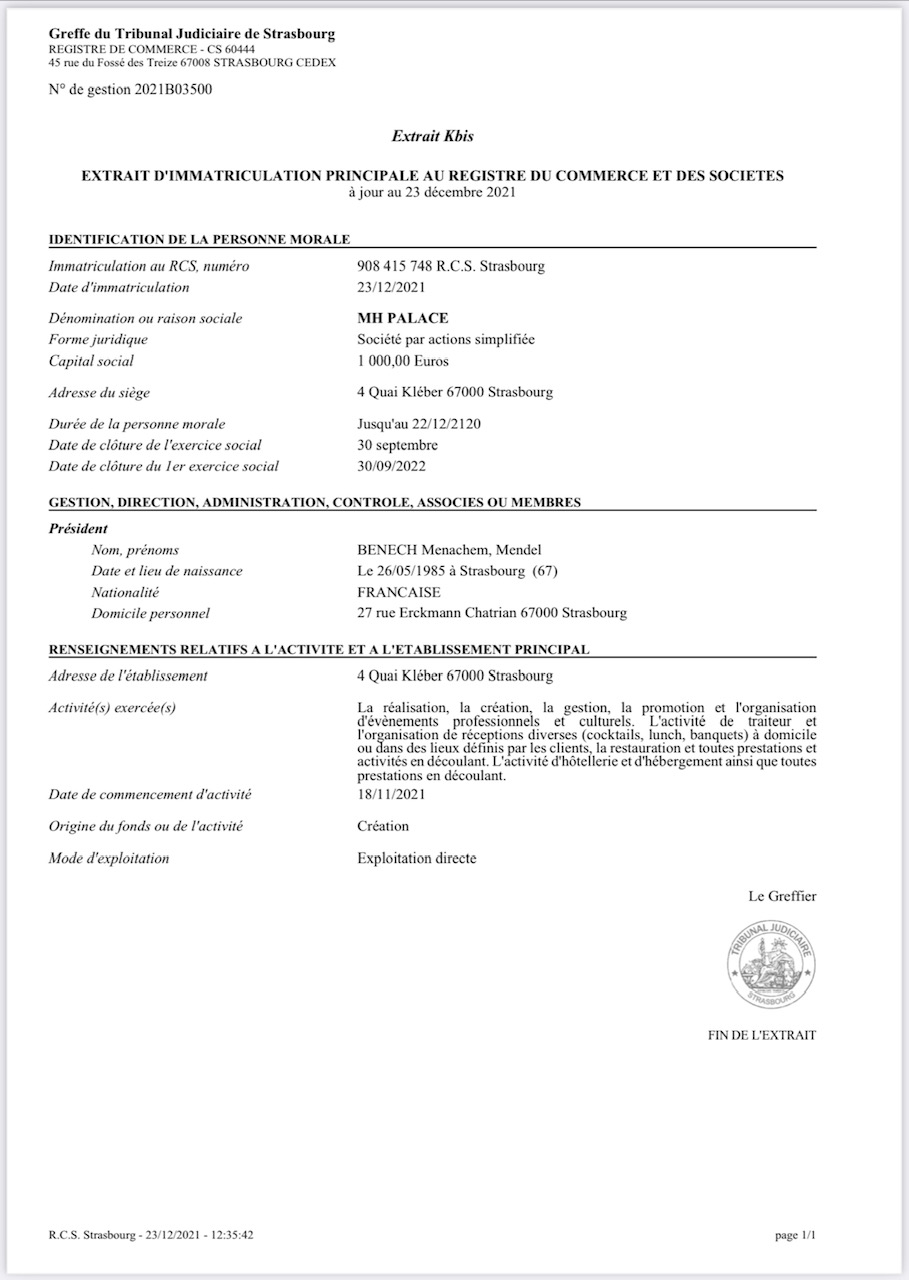 Greffe du Tribunal Judiciaire de Strasbourg
REGISTRE DE COMMERCE - CS 60444
45 rue du Fossé des Treize 67008 STRASBOURG CEDEX
N° de gestion 2021B03500
Extrait Kbis
EXTRAIT D'IMMATRICULATION PRINCIPALE AU REGISTRE DU COMMERCE ET DES SOCIETES
à jour au 23 décembre 2021
IDENTIFICATION DE LA PERSONNE MORALE
Immatriculation au RCS, numéro 908 415 748 R.C.S. Strasbourg
Date d'immatriculation 23/12/2021
Dénomination ou raison sociale MH PALACE
Forme juridique Société par actions simplifiée
Capital social 1 000,00 Euros
Adresse du siège 4 Quai Kléber 67000 Strasbourg
Durée de la personne morale Jusqu'au 22/12/2120
Date de clôture de l'exercice social 30 septembre
Date de clôture du 1er exercice social 30/09/2022
GESTION, DIRECTION, ADMINISTRATION, CONTROLE, ASSOCIES OU MEMBRES
Président
Nom, prénoms BENECH Menachem, Mendel
Date et lieu de naissance Le 26/05/1985 à Strasbourg (67)
Nationalité FRANCAISE
Domicile personnel 27 rue Erckmann Chatrian 67000 Strasbourg
RENSEIGNEMENTS RELATIFS A L'ACTIVITE ET A L'ETABLISSEMENT PRINCIPAL
Adresse de l'établissement 4 Quai Kléber 67000 Strasbourg
Activité(s) exercée(s) La réalisation, la création, la gestion, la promotion et l'organisation
d'évènements professionnels et culturels. L'activité de traiteur et
l'organisation de réceptions diverses (cocktails, lunch, banquets) à domicile
ou dans des lieux définis par les clients, la restauration et toutes prestations et
activités en découlant. L'activité d'hôtellerie et d'hébergement ainsi que toutes
prestations en découlant.
Date de commencement d'activité 18/11/2021
Origine du fonds ou de l'activité Création
Mode d'exploitation Exploitation directe
Le Greffier
TRIBUNAL JUDICIAIRE
STRASBOURG
FIN DE L'EXTRAIT
R.C.S. Strasbourg - 23/12/2021 - 12:35:42 page 1/1